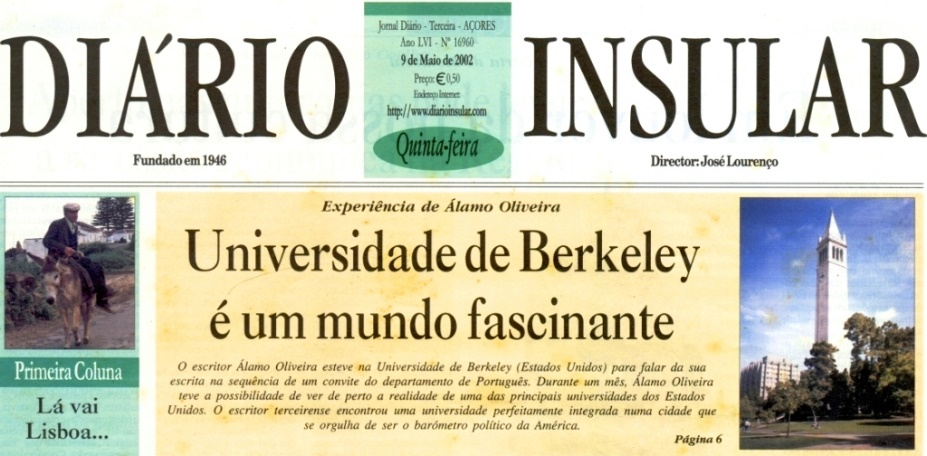 DIÁRIO INSULAR
Jornal Diário - Terceira - AÇORES
Ano LVI - Nº 16960
9 de Maio de 2002
Preço: € 0,50
Endereço Internet:
http://www.diarioinsular.com
Quinta-feira
Fundado em 1946
Director: José Lourenço
Primeira Coluna
Lá vai
Lisboa...
Experiência de Álamo Oliveira
Universidade de Berkeley
é um mundo fascinante
O escritor Álamo Oliveira esteve na Universidade de Berkeley (Estados Unidos) para falar da sua
escrita na sequência de um convite do departamento de Português. Durante um mês, Álamo Oliveira
teve a possibilidade de ver de perto a realidade de uma das principais universidades dos Estados
Unidos. O escritor terceirense encontrou uma universidade perfeitamente integrada numa cidade que
se orgulha de ser o barómetro político da América.
Página 6